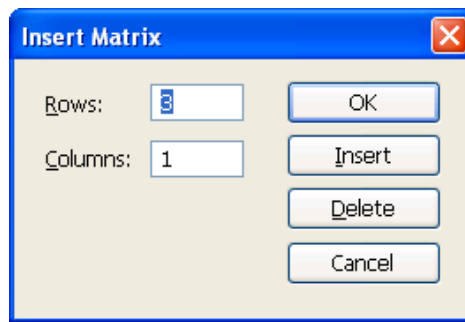 Insert Matrix
Rows: 3
OK
Columns: 1
Insert
Delete
Cancel